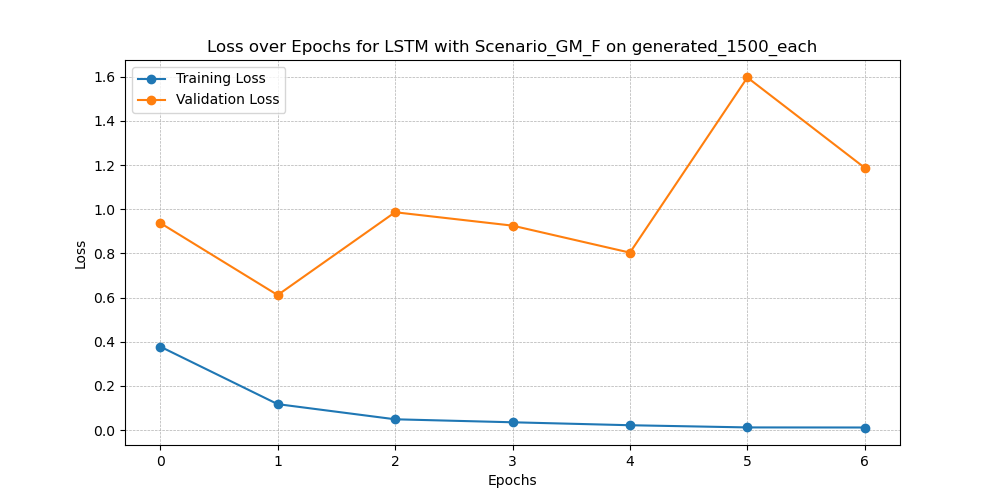 Loss over Epochs for LSTM with Scenario_GM_F on generated_1500_each
Training Loss
Validation Loss
1.6
1.4
1.2
1.0
0.8
0.6
0.4
0.2
0.0
Loss
0 1 2 3 4 5 6
Epochs